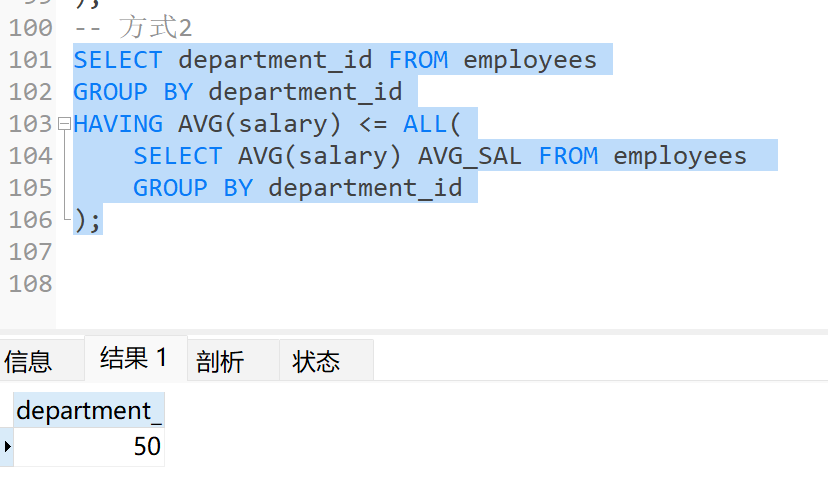 100 -- 方式2
101 SELECT department_id FROM employees
102 GROUP BY department_id
103 HAVING AVG(salary) <= ALL(
104 SELECT AVG(salary) AVG_SAL FROM employees
105 GROUP BY department_id
106 );
107
108
信息 结果 1 剖析 状态
department_
50